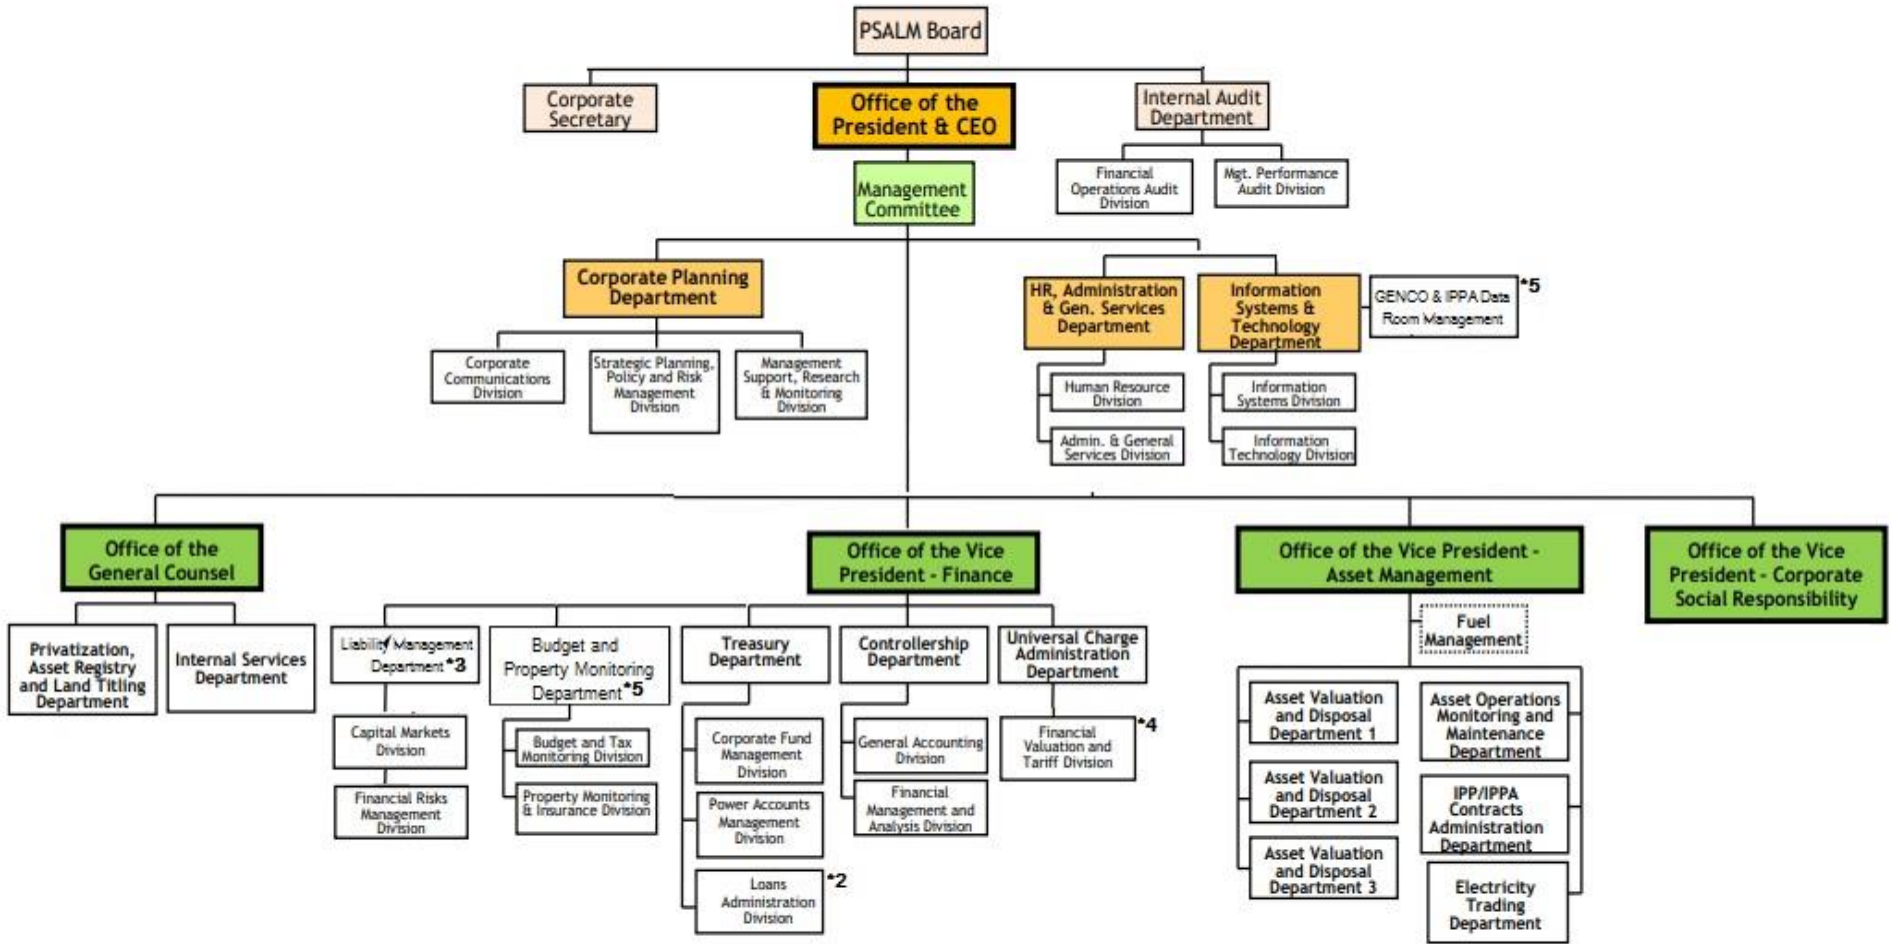 PSALM Board
Corporate
Secretary
Office of the
President & CEO
Internal Audit
Department
Financial
Operations Audit
Division
Mgt. Performance
Audit Division
Management
Committee
Corporate Planning
Department
HR, Administration
& Gen. Services
Department
Information
Systems &
Technology
Department
GENCO & IPPA Data
Room Management
*5
Corporate
Communications
Division
Strategic Planning,
Policy and Risk
Management
Division
Management
Support, Research
& Monitoring
Division
Human Resource
Division
Admin. & General
Services Division
Information
Systems Division
Information
Technology Division
Office of the
General Counsel
Office of the Vice
President - Finance
Office of the Vice President -
Asset Management
Office of the Vice
President - Corporate
Social Responsibility
Privatization,
Asset Registry
and Land Titling
Department
Internal Services
Department
Liability Management
Department *3
Budget and
Property Monitoring
Department *5
Treasury
Department
Controllership
Department
Universal Charge
Administration
Department
Fuel
Management
Capital Markets
Division
Financial Risks
Management
Division
Budget and Tax
Monitoring Division
Property Monitoring
& Insurance Division
Corporate Fund
Management
Division
Power Accounts
Management
Division
Loans
Administration
Division
*2
General Accounting
Division
Financial
Management and
Analysis Division
Financial
Valuation and
Tariff Division
*4
Asset Valuation
and Disposal
Department 1
Asset Valuation
and Disposal
Department 2
Asset Valuation
and Disposal
Department 3
Asset Operations
Monitoring and
Maintenance
Department
IPP/IPPA
Contracts
Administration
Department
Electricity
Trading
Department